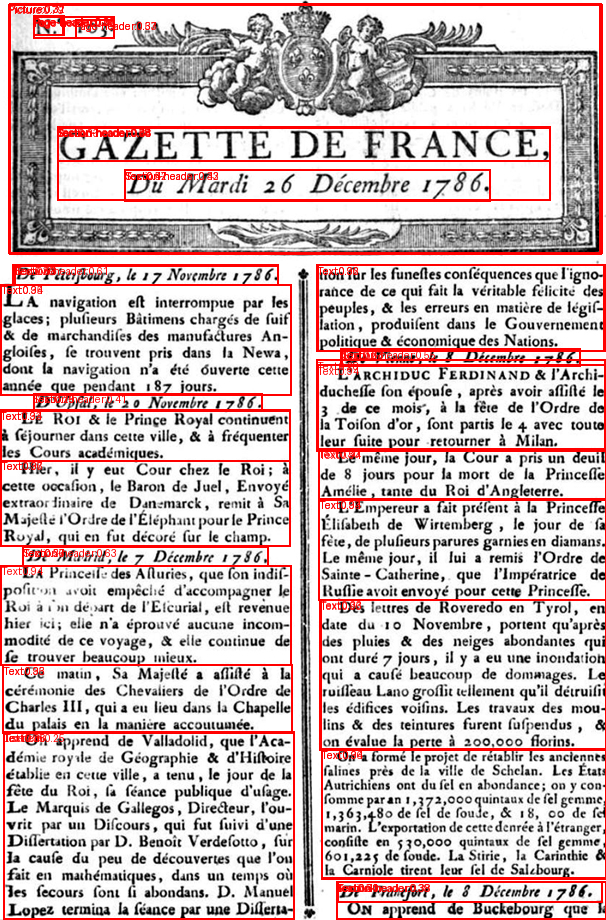 N.° 103.
GAZETTE DE FRANCE,
Du Mardi 26 Décembre 1786.
De Pétersbourg, le 17 Novembre 1786.
LA navigation est interrompue par les
glaces; plusieurs Bâtimens chargés de suif
& de marchandises des manufactures An-
gloises, se trouvent pris dans la Newa,
dont la navigation n'a été ouverte cette
année que pendant 187 jours.
D'Upsal, le 20 Novembre 1786.
LE ROI & le Prince Royal continuent
à séjourner dans cette ville, & à fréquenter
les Cours académiques.
Hier, il y eut Cour chez le Roi; à
cette occasion, le Baron de Juel, Envoyé
extraordinaire de Danemarck, remit à Sa
Majesté l'Ordre de l'Éléphant pour le Prince
Royal, qui en fut décoré sur le champ.
De Madrid, le 7 Décembre 1786.
LA Princesse des Asturies, que son indis-
position avoit empêché d'accompagner le
Roi à son départ de l'Escurial, est revenue
hier ici; elle n'a éprouvé aucune incom-
modité de ce voyage, & elle continue de
se trouver beaucoup mieux.
Ce matin, Sa Majesté a assisté à la
cérémonie des Chevaliers de l'Ordre de
Charles III, qui a eu lieu dans la Chapelle
du palais en la manière accoutumée.
On apprend de Valladolid, que l'Aca-
démie royale de Géographie & d'Histoire
établie en cette ville, a tenu, le jour de la
fête du Roi, sa séance publique d'usage.
Le Marquis de Gallegos, Directeur, l'ou-
vrit par un Discours, qui fut suivi d'une
Dissertation par D. Benoît Verdesotto, sur
la cause du peu de découvertes que l'on
fait en mathématiques, dans un temps où
les secours sont si abondans. D. Manuel
Lopez termina la séance par une Disserta-
tion sur les funestes conséquences que l'igno-
rance de ce qui fait la véritable félicité des
peuples, & les erreurs en matière de législ-
lation, produisent dans le Gouvernement
politique & économique des Nations.
De Vienne, le 8 Décembre 1786.
L'ARCHIDUC FERDINAND & l'Archi-
duchesse son épouse, après avoir assisté le
3 de ce mois, à la fête de l'Ordre de
la Toison d'or, sont partis le 4 avec toute
leur suite pour retourner à Milan.
Le même jour, la Cour a pris un deuil
de 8 jours pour la mort de la Princesse
Amélie, tante du Roi d'Angleterre.
L'Empereur a fait présent à la Princesse
Élisabeth de Wirtemberg, le jour de sa
fête, de plusieurs parures garnies en diamans.
Le même jour, il lui a remis l'Ordre de
Sainte-Catherine, que l'Impératrice de
Russie avoit envoyé pour cette Princesse.
Des lettres de Roveredo en Tyrol, en
date du 10 Novembre, portent qu'après
des pluies & des neiges abondantes qui
ont duré 7 jours, il y a eu une inondation
qui a causé beaucoup de dommages. Le
ruisseau Lano grossit tellement qu'il détruisit
les édifices voisins. Les travaux des mou-
lins & des teintures furent suspendus, &
on évalue la perte à 200,000 florins.
On a formé le projet de rétablir les anciennes
salines près de la ville de Schelan. Les États
Autrichiens ont du sel en abondance; on y con-
somme par an 1,372,000 quintaux de sel gemme,
1,363,480 de sel de soude, & 18, 00 de sel
marin. L'exportation de cette denrée à l'étranger,
consiste en 530,000 quintaux de sel gemme,
601,225 de soude. La Stirie, la Carinthie &
la Carniole tirent leur sel de Salzbourg.
De Francfort, le 8 Décembre 1786.
ON apprend de Buckebourg que l